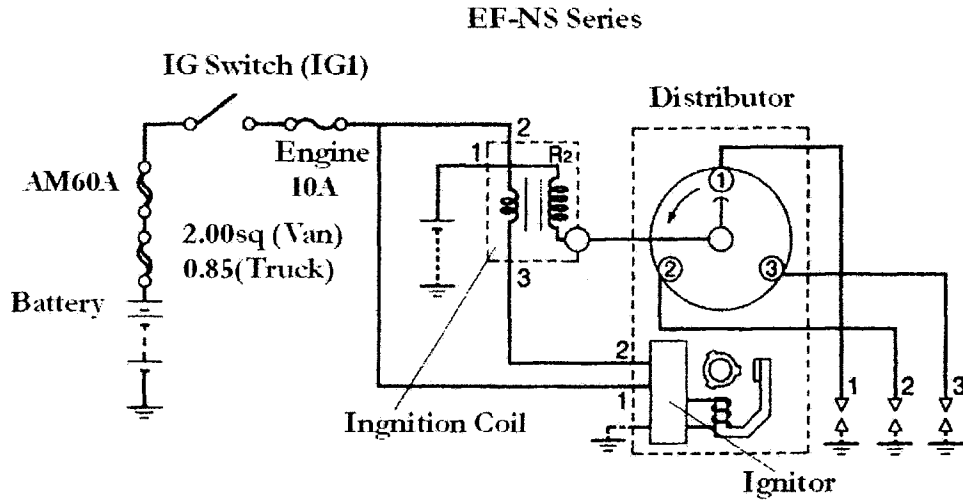 EF-NS Series
IG Switch (IG1)
Distributor
2
1
R2
1
Engine
10A
AM60A
2.00sq (Van)
0.85(Truck)
2
3
3
Battery
2
1
1
2
3
Ingnition Coil
Ignitor